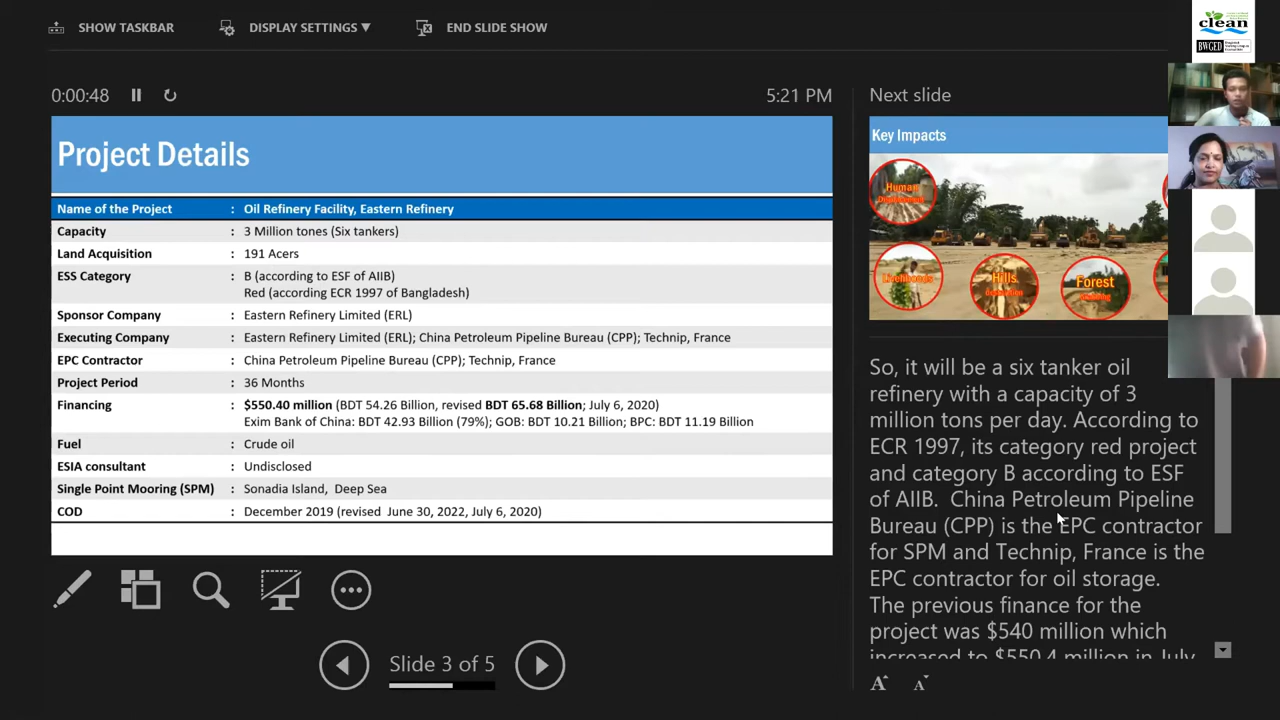 SHOW TASKBAR
DISPLAY SETTINGS ▼
END SLIDE SHOW
0:00:48
5:21 PM
Project Details
Name of the Project : Oil Refinery Facility, Eastern Refinery
Capacity : 3 Million tones (Six tankers)
Land Acquisition : 191 Acers
ESS Category : B (according to ESF of AIIB)
Red (according ECR 1997 of Bangladesh)
Sponsor Company : Eastern Refinery Limited (ERL)
Executing Company : Eastern Refinery Limited (ERL); China Petroleum Pipeline Bureau (CPP); Technip, France
EPC Contractor : China Petroleum Pipeline Bureau (CPP); Technip, France
Project Period : 36 Months
Financing : $550.40 million (BDT 54.26 Billion, revised BDT 65.68 Billion; July 6, 2020)
Exim Bank of China: BDT 42.93 Billion (79%); GOB: BDT 10.21 Billion; BPC: BDT 11.19 Billion
Fuel : Crude oil
ESIA consultant : Undisclosed
Single Point Mooring (SPM) : Sonadia Island, Deep Sea
COD : December 2019 (revised June 30, 2022, July 6, 2020)
Slide 3 of 5
Next slide
Key Impacts
Human
Hills
Forest
So, it will be a six tanker oil
refinery with a capacity of 3
million tons per day. According to
ECR 1997, its category red project
and category B according to ESF
of AIIB. China Petroleum Pipeline
Bureau (CPP) is the EPC contractor
for SPM and Technip, France is the
EPC contractor for oil storage.
The previous finance for the
project was $540 million which
increased to $550.4 million in July
A A
clean
BWGED